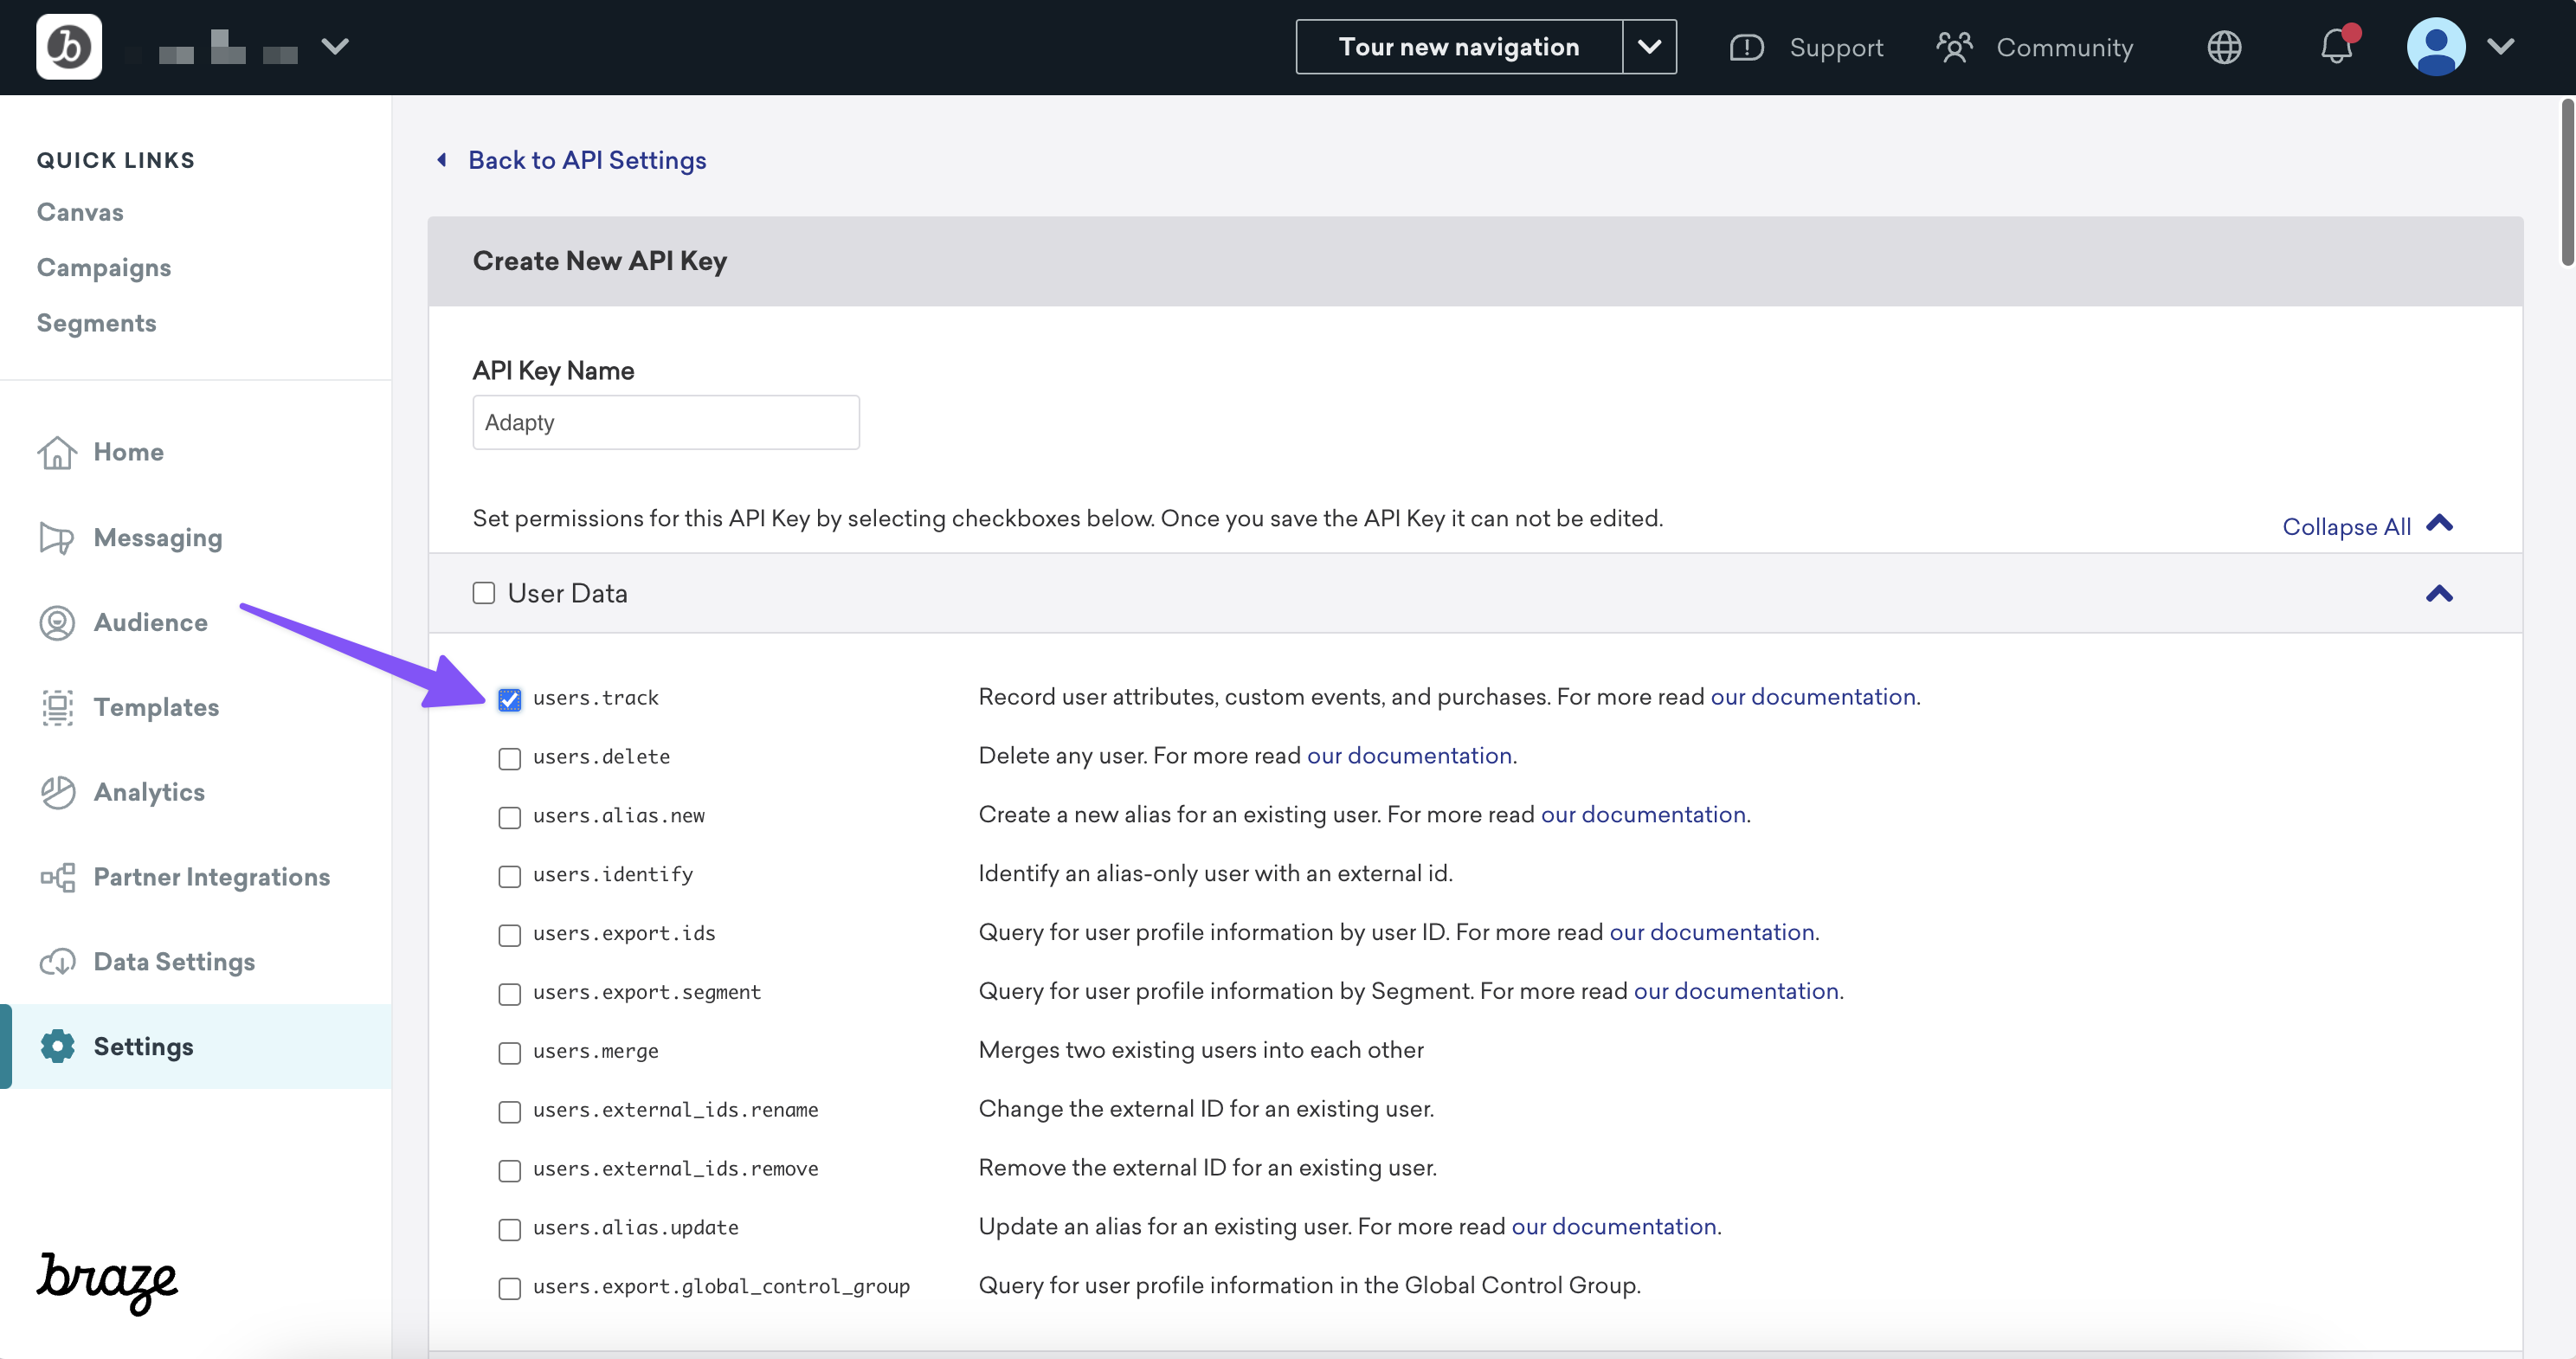 b
Tour new navigation
Support
Community
QUICK LINKS
Canvas
Campaigns
Segments
Home
Messaging
Audience
Templates
Analytics
Partner Integrations
Data Settings
Settings
braze
Back to API Settings
Create New API Key
API Key Name
Adapty
Set permissions for this API Key by selecting checkboxes below. Once you save the API Key it can not be edited.
Collapse All
User Data
users.track Record user attributes, custom events, and purchases. For more read our documentation.
users.delete Delete any user. For more read our documentation.
users.alias.new Create a new alias for an existing user. For more read our documentation.
users.identify Identify an alias-only user with an external id.
users.export.ids Query for user profile information by user ID. For more read our documentation.
users.export.segment Query for user profile information by Segment. For more read our documentation.
users.merge Merges two existing users into each other
users.external_ids.rename Change the external ID for an existing user.
users.external_ids.remove Remove the external ID for an existing user.
users.alias.update Update an alias for an existing user. For more read our documentation.
users.export.global_control_group Query for user profile information in the Global Control Group.